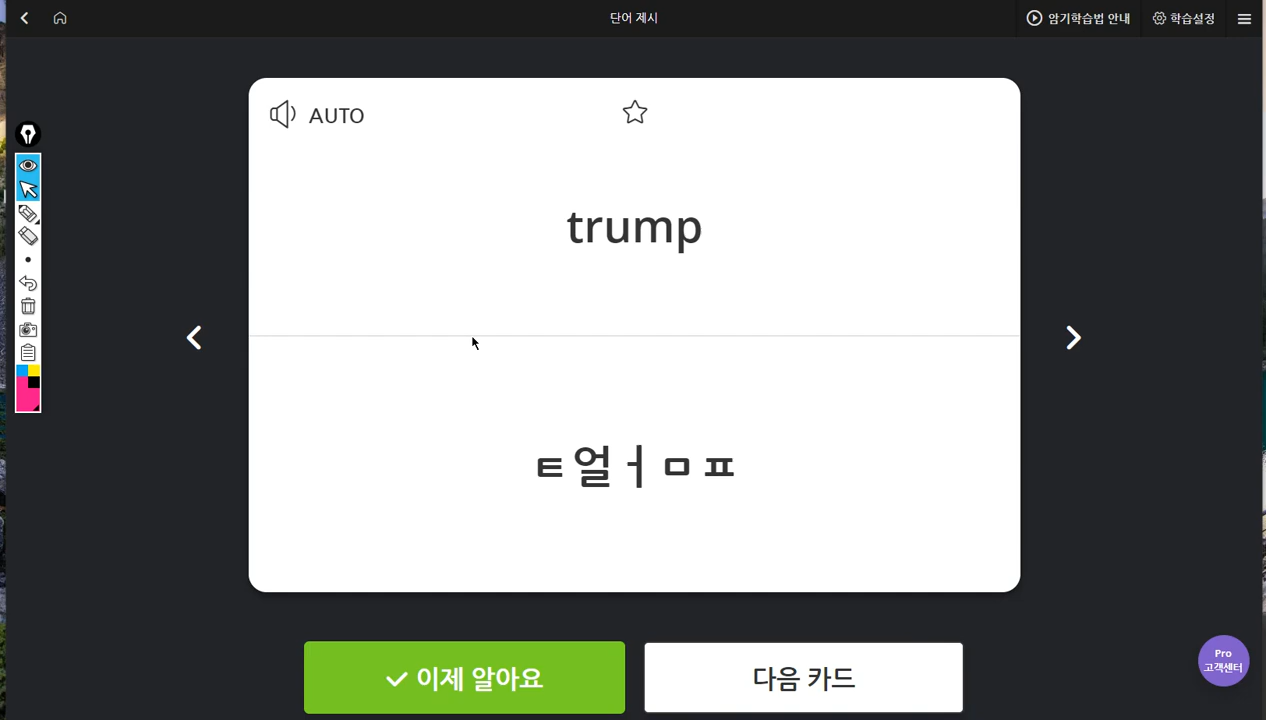 단어 제시
암기학습법 안내
학습설정
AUTO
trump
ㅌ얼ㅓㅁㅍ
이제 알아요
다음 카드
Pro
고객센터